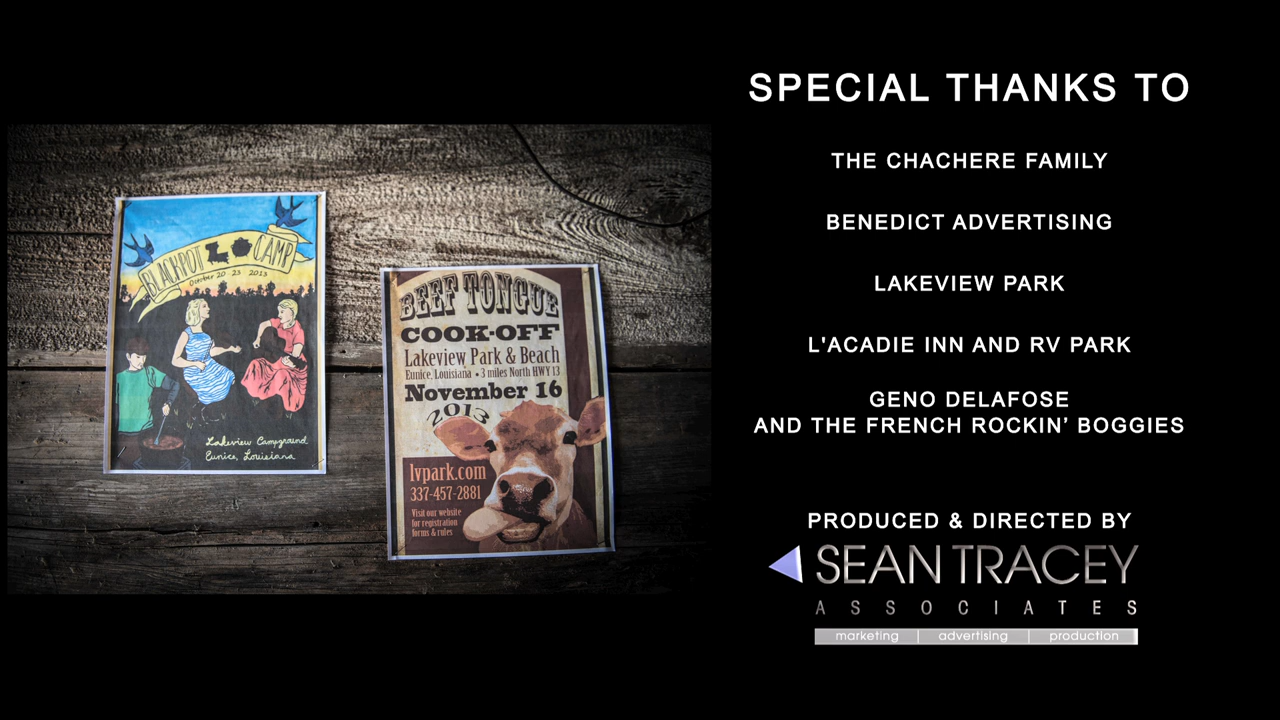 BLACKPOT CAMP
October 20 23 2013
Lakeview Campground
Eunice, Louisiana
BEEF TONGUE
COOK-OFF
Lakeview Park & Beach
Eunice, Louisiana • 3 miles North HWY 13
November 16
2013
lvpark.com
337-457-2881
Visit our website
for registration
forms & rules
SPECIAL THANKS TO
THE CHACHERE FAMILY
BENEDICT ADVERTISING
LAKEVIEW PARK
L'ACADIE INN AND RV PARK
GENO DELAFOSE
AND THE FRENCH ROCKIN’ BOGGIES
PRODUCED & DIRECTED BY
SEAN TRACEY
ASSOCIATES
marketing | advertising | production